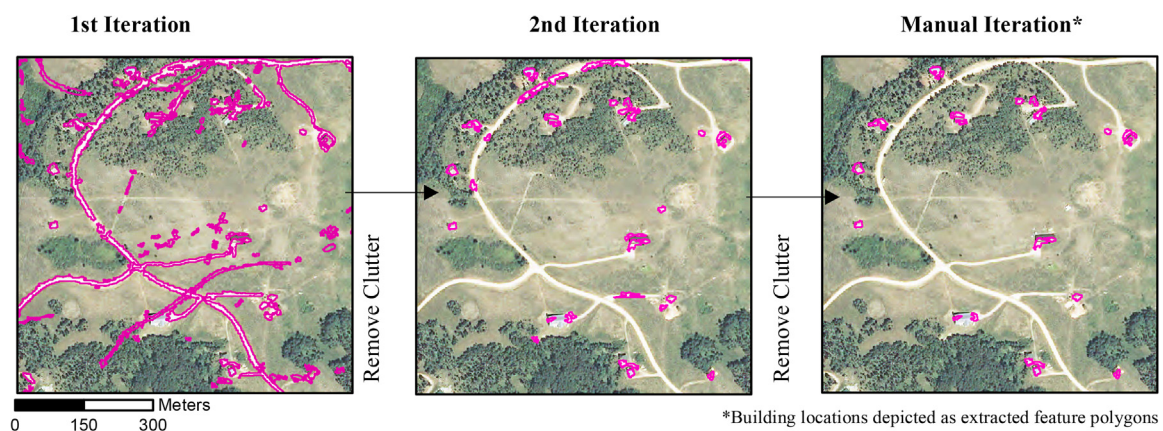 1st Iteration
2nd Iteration
Manual Iteration*
Remove Clutter
Remove Clutter
Meters
0 150 300
*Building locations depicted as extracted feature polygons